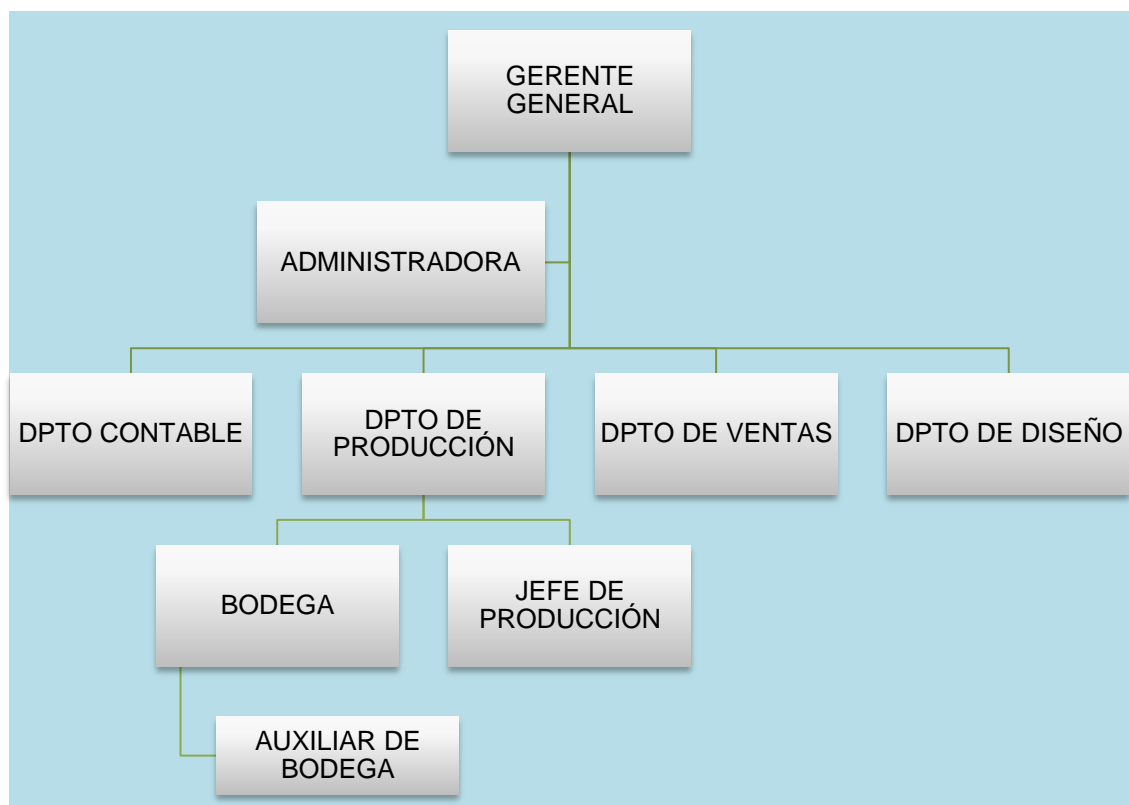 GERENTE
GENERAL
ADMINISTRADORA
DPTO CONTABLE
DPTO DE
PRODUCCIÓN
DPTO DE VENTAS
DPTO DE DISEÑO
BODEGA
JEFE DE
PRODUCCIÓN
AUXILIAR DE
BODEGA